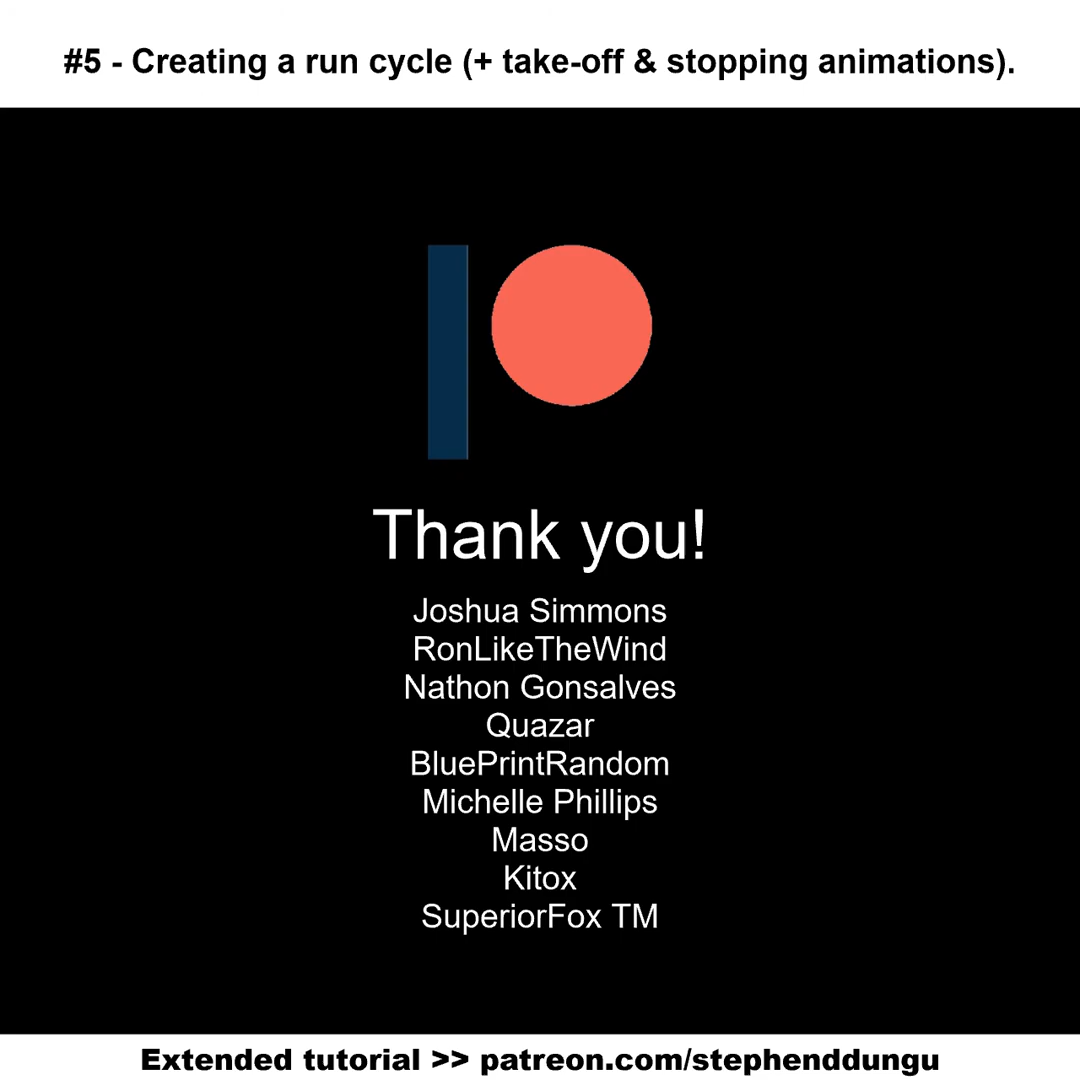 #5 - Creating a run cycle (+ take-off & stopping animations).
Thank you!
Joshua Simmons
RonLikeTheWind
Nathon Gonsalves
Quazar
BluePrintRandom
Michelle Phillips
Masso
Kitox
SuperiorFox TM
Extended tutorial >> patreon.com/stephenddungu